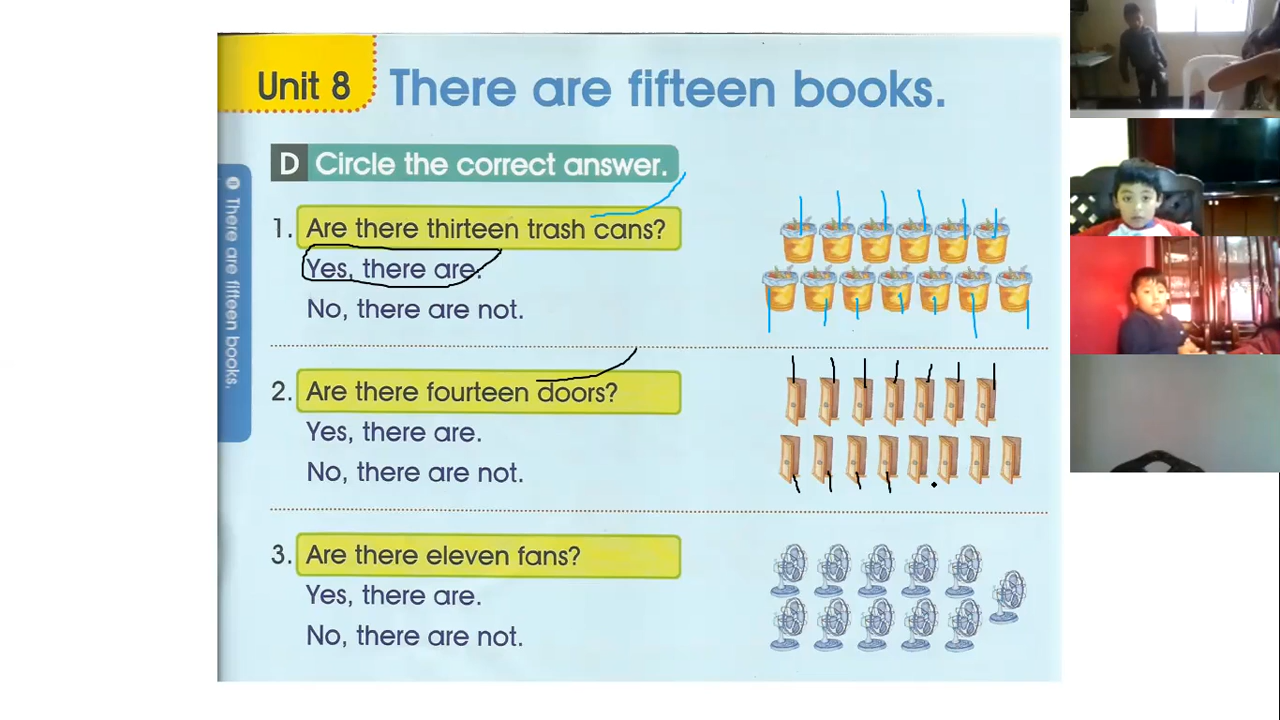 Unit 8
There are fifteen books.
8 There are fifteen books.
D Circle the correct answer.
1. Are there thirteen trash cans?
Yes, there are.
No, there are not.
2. Are there fourteen doors?
Yes, there are.
No, there are not.
3. Are there eleven fans?
Yes, there are.
No, there are not.